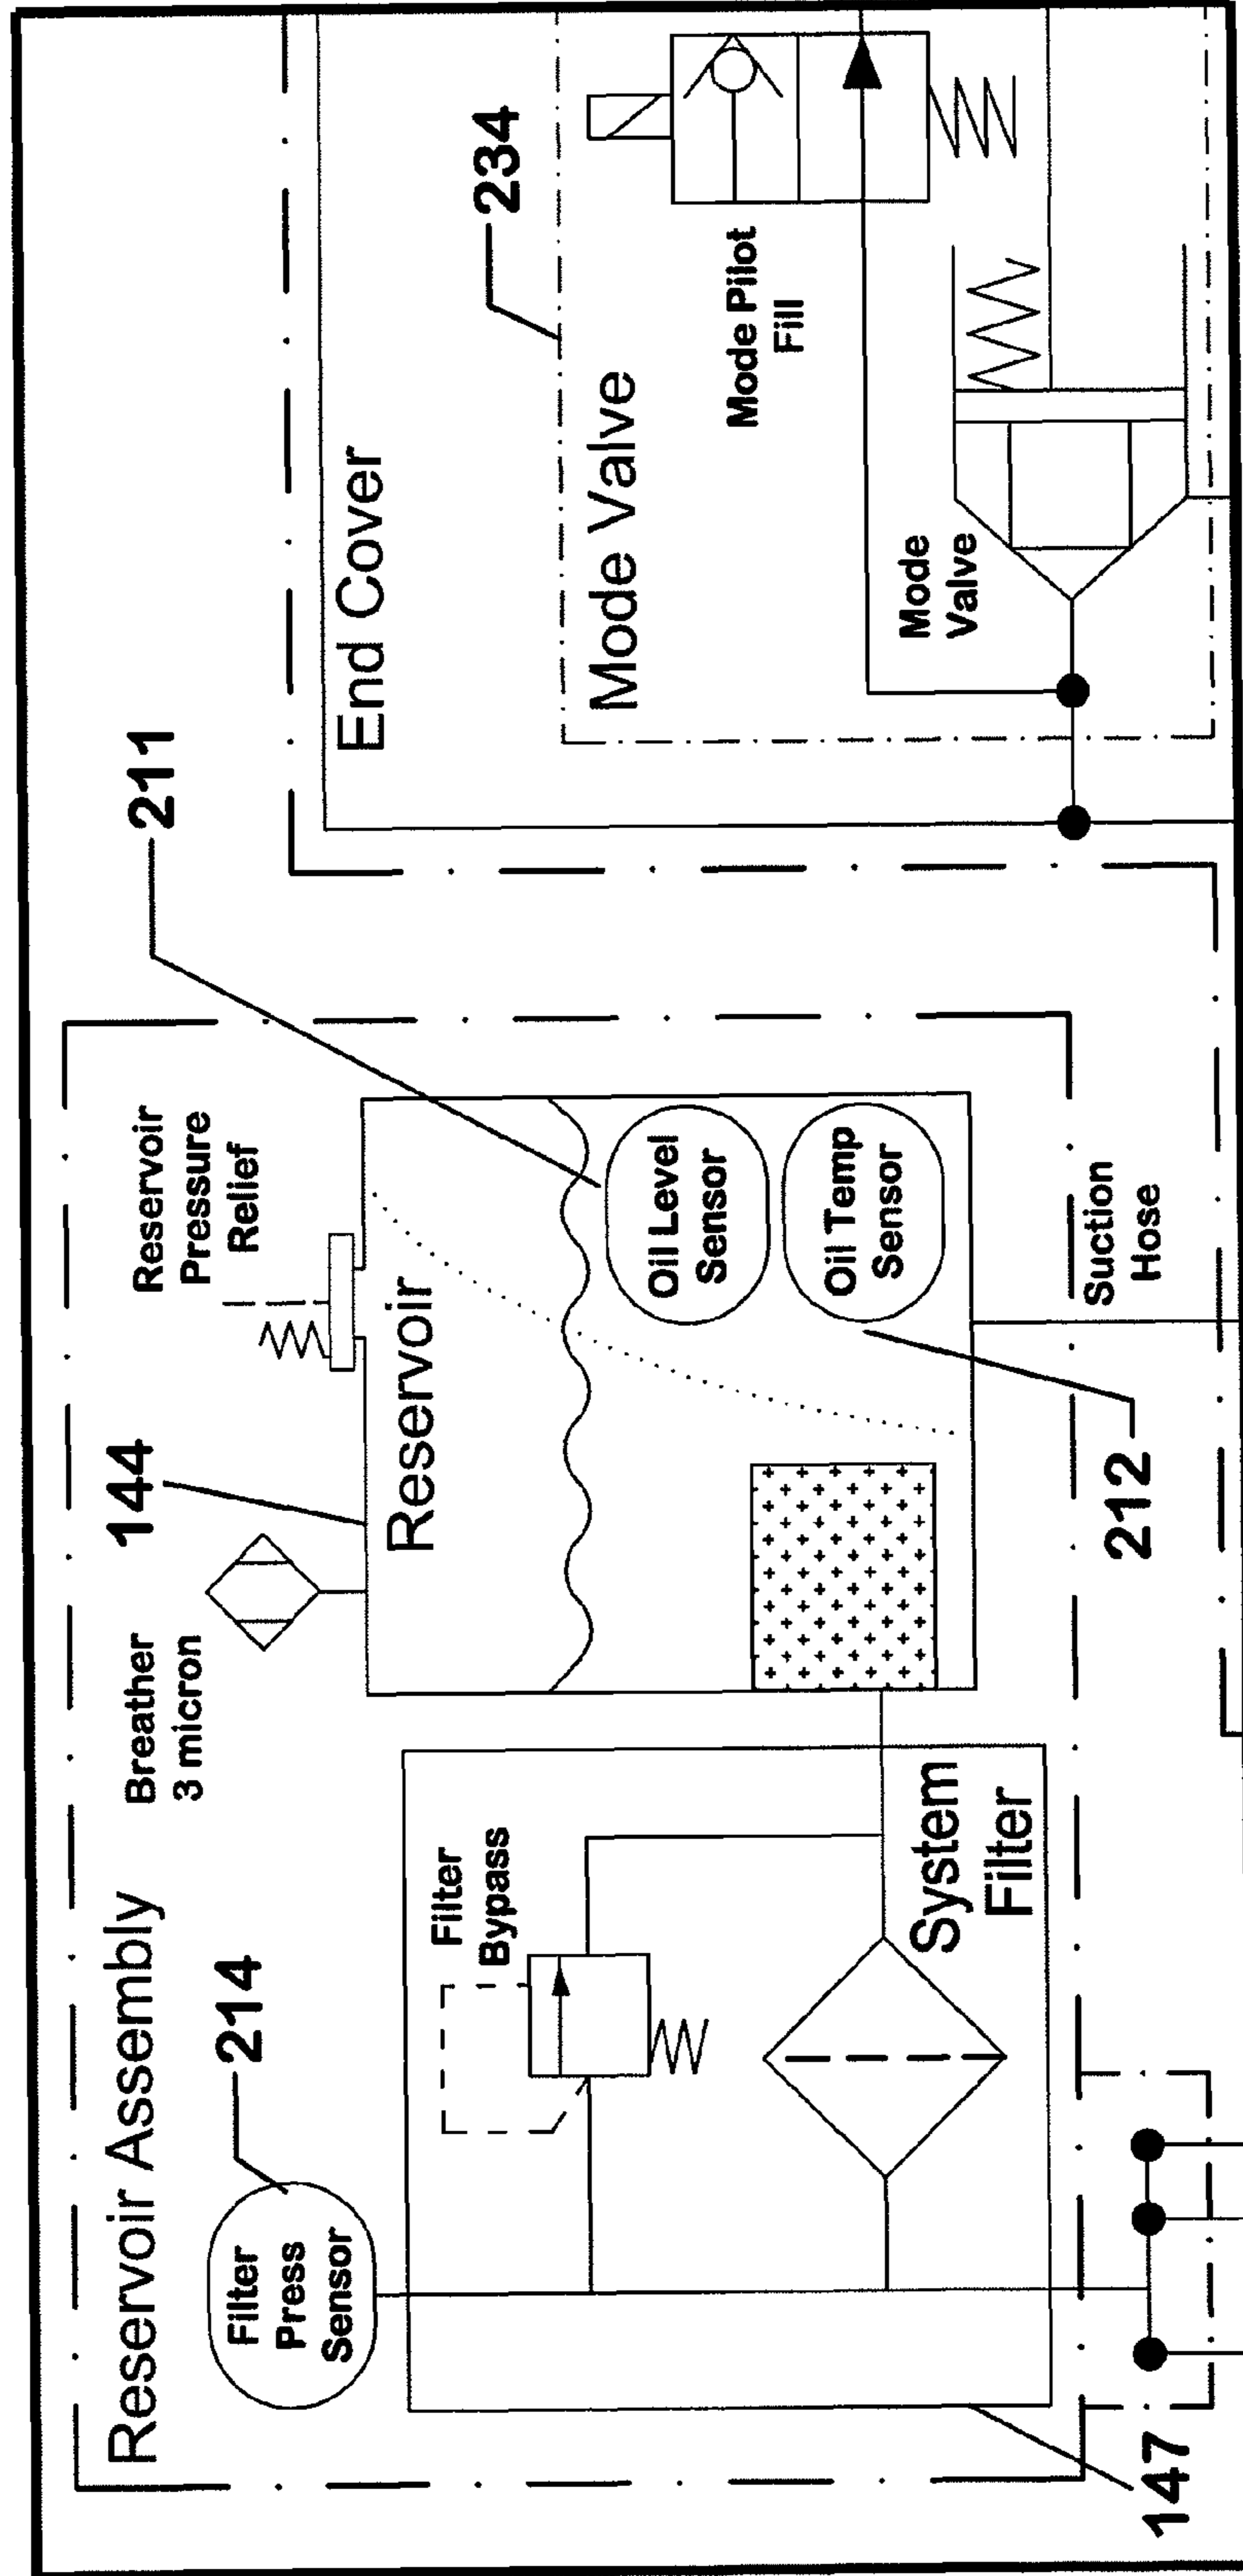 Reservoir Assembly
214
Filter
Press
Sensor
Breather
3 micron
144
Reservoir
Pressure
Relief
211
Filter
Bypass
System
Filter
147
Reservoir
Oil Level
Sensor
Oil Temp
Sensor
212
Suction
Hose
End Cover
234
Mode Valve
Mode Pilot
Fill
Mode
Valve